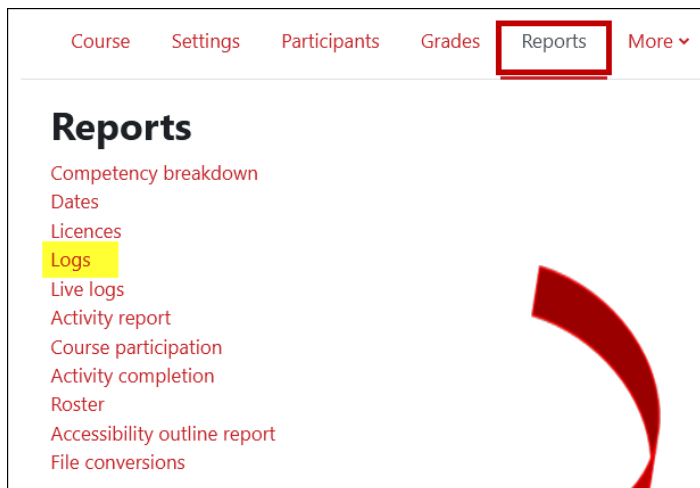 Course Settings Participants Grades Reports More
Reports
Competency breakdown
Dates
Licences
Logs
Live logs
Activity report
Course participation
Activity completion
Roster
Accessibility outline report
File conversions